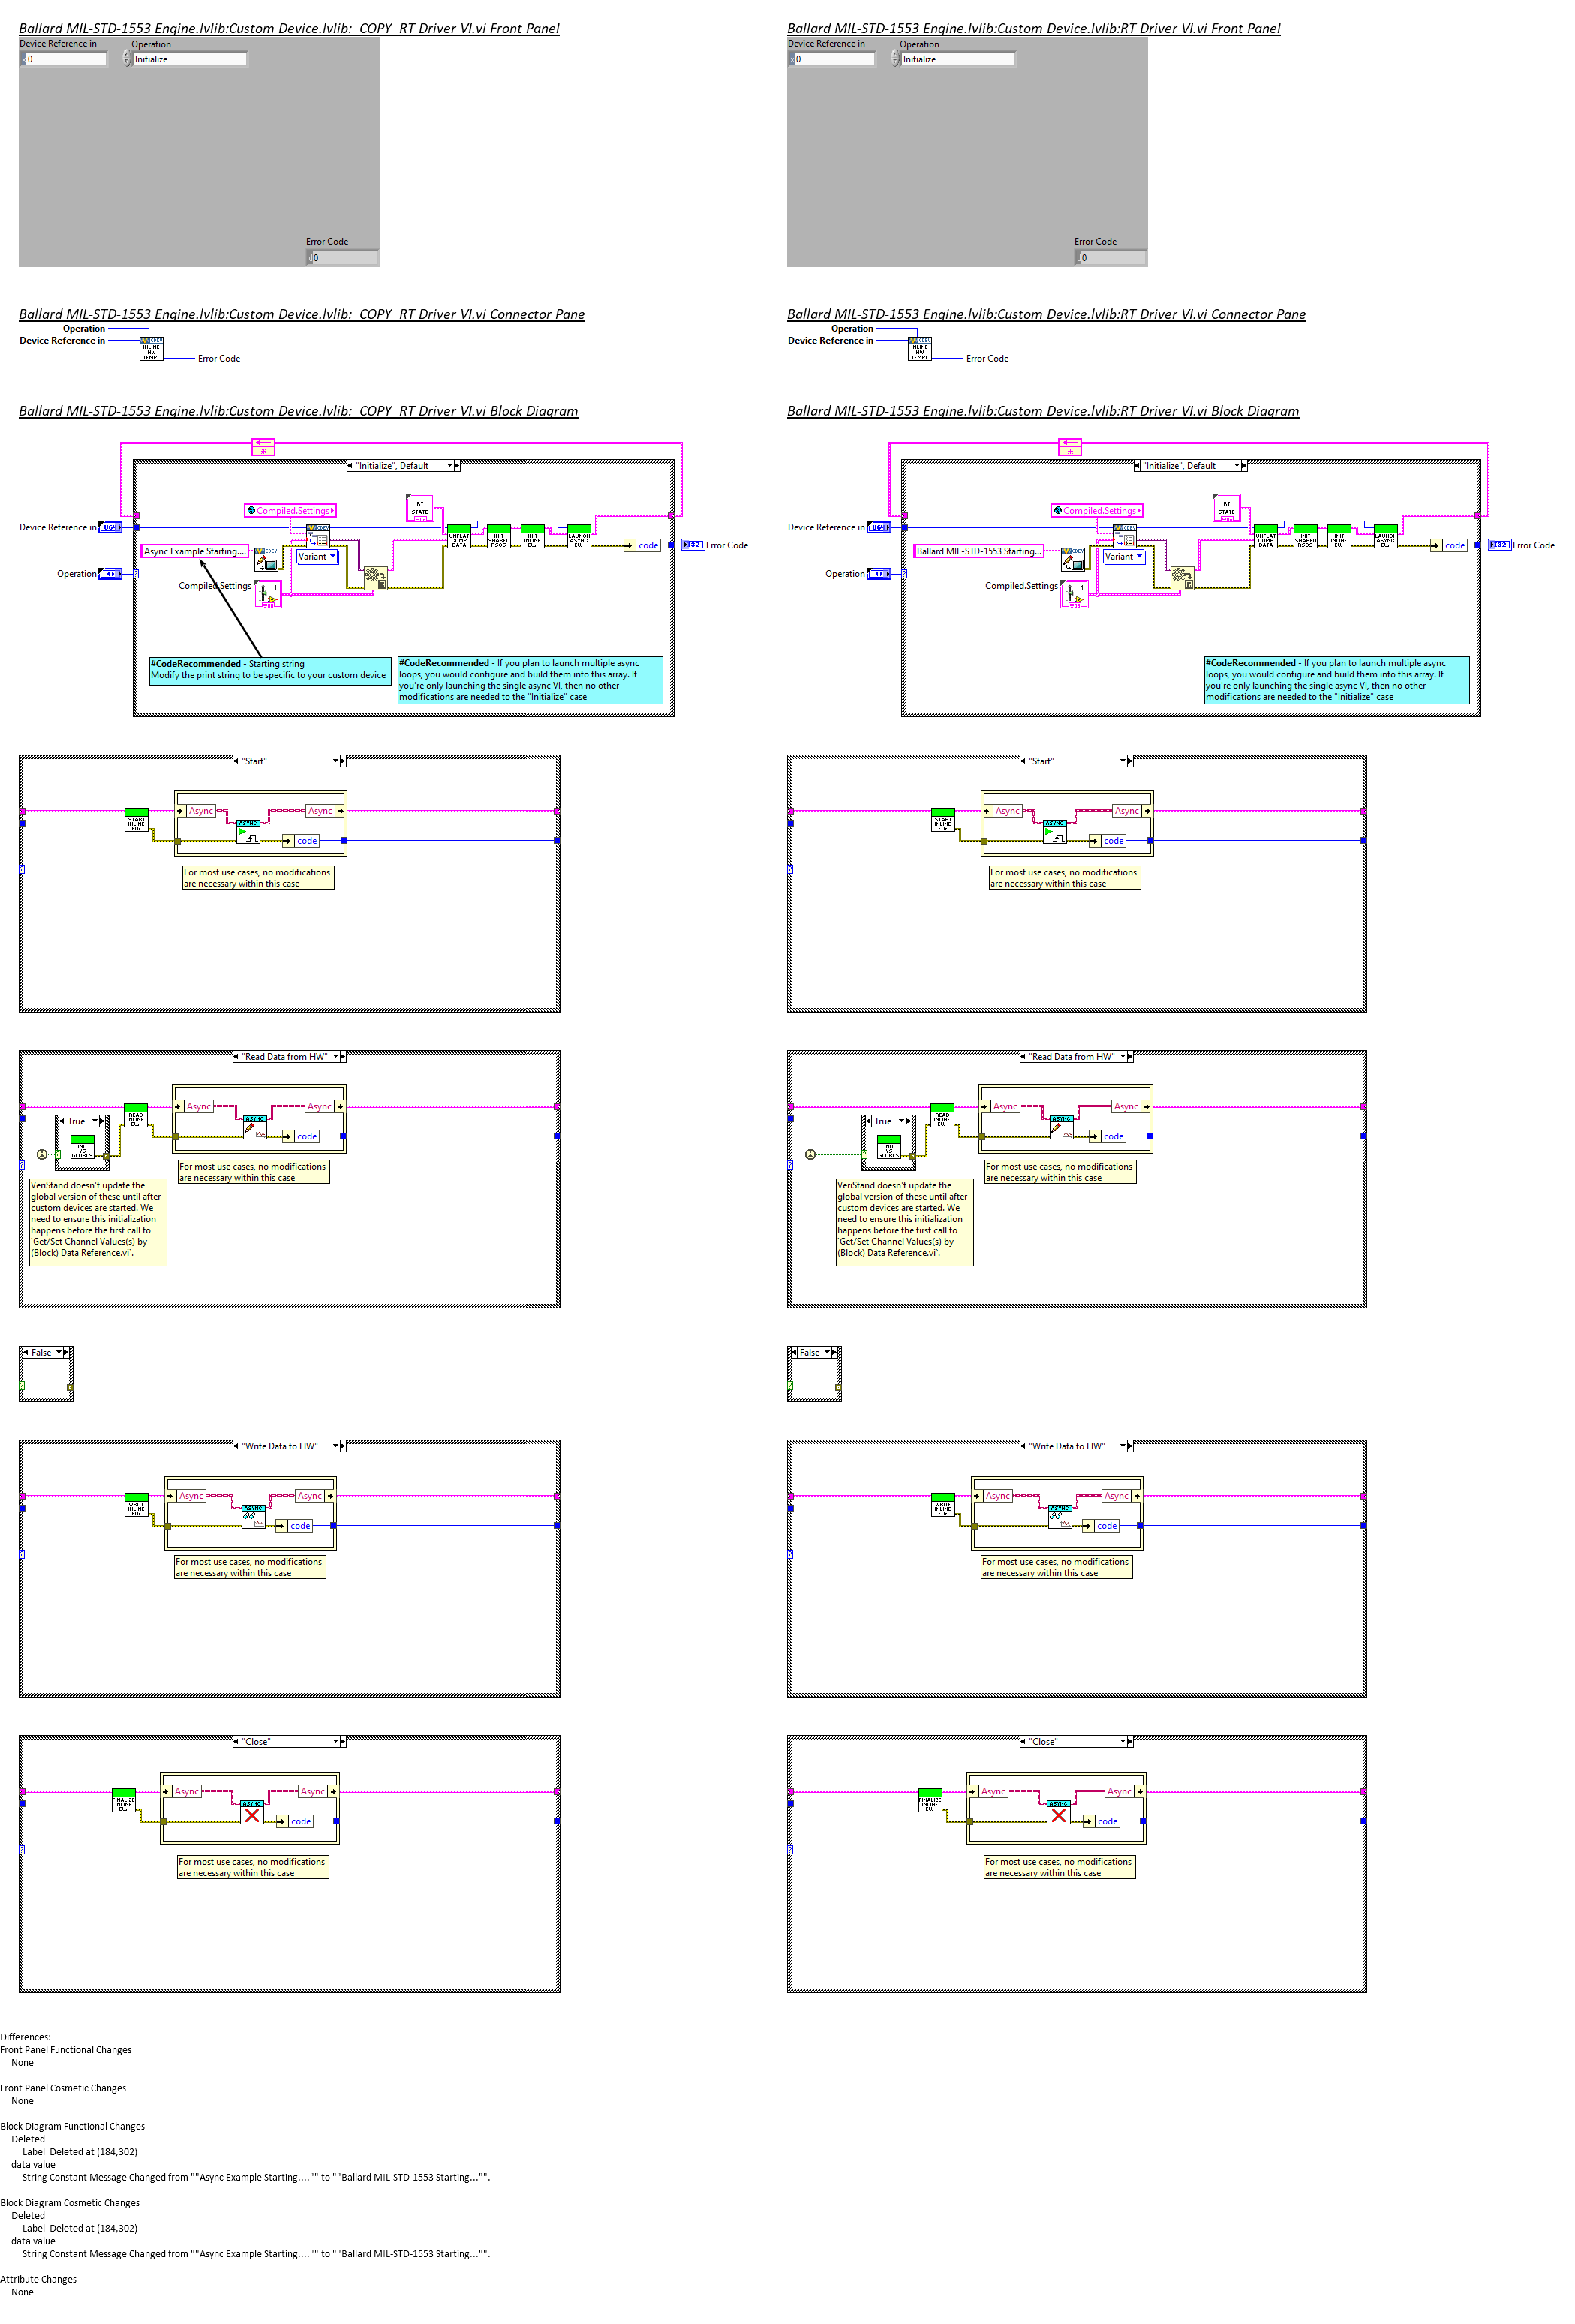 Ballard MIL-STD-1553 Engine.lvlib:Custom Device.lvlib:  COPY  RT Driver VI.vi Front Panel
Device Reference in
Operation
0
Initialize
Error Code
0
Ballard MIL-STD-1553 Engine.lvlib:Custom Device.lvlib:RT Driver VI.vi Front Panel
Device Reference in
Operation
0
Initialize
Error Code
0
Ballard MIL-STD-1553 Engine.lvlib:Custom Device.lvlib:  COPY  RT Driver VI.vi Connector Pane
Operation
Device Reference in
INLINE
HW
TEMPL
Error Code
Ballard MIL-STD-1553 Engine.lvlib:Custom Device.lvlib:RT Driver VI.vi Connector Pane
Operation
Device Reference in
INLINE
HW
TEMPL
Error Code
Ballard MIL-STD-1553 Engine.lvlib:Custom Device.lvlib:  COPY  RT Driver VI.vi Block Diagram
"Initialize", Default
RT
STATE
Compiled.Settings
Device Reference in
U64
UNFLAT
COMP
DATA
INIT
SHARED
RSCS
INIT
INLINE
LAUNCH
ASYNC
Async Example Starting....
Variant
code
I32
Error Code
Operation
Compiled.Settings
1
#CodeRecommended - Starting string
Modify the print string to be specific to your custom device
#CodeRecommended - If you plan to launch multiple async
loops, you would configure and build them into this array. If
you're only launching the single async VI, then no other
modifications are needed to the "Initialize" case
Ballard MIL-STD-1553 Engine.lvlib:Custom Device.lvlib:RT Driver VI.vi Block Diagram
"Initialize", Default
RT
STATE
Compiled.Settings
Device Reference in
U64
UNFLAT
COMP
DATA
INIT
SHARED
RSCS
INIT
INLINE
LAUNCH
ASYNC
Ballard MIL-STD-1553 Starting...
Variant
code
I32
Error Code
Operation
Compiled.Settings
1
#CodeRecommended - If you plan to launch multiple async
loops, you would configure and build them into this array. If
you're only launching the single async VI, then no other
modifications are needed to the "Initialize" case
"Start"
Async
Async
START
INLINE
ASYNC
code
For most use cases, no modifications
are necessary within this case
"Start"
Async
Async
START
INLINE
ASYNC
code
For most use cases, no modifications
are necessary within this case
"Read Data from HW"
Async
Async
True
READ
INLINE
ASYNC
code
INIT
VS
GLOBLS
For most use cases, no modifications
are necessary within this case
VeriStand doesn't update the
global version of these until after
custom devices are started. We
need to ensure this initialization
happens before the first call to
`Get/Set Channel Values(s) by
(Block) Data Reference.vi`.
"Read Data from HW"
Async
Async
True
READ
INLINE
ASYNC
code
INIT
VS
GLOBLS
For most use cases, no modifications
are necessary within this case
VeriStand doesn't update the
global version of these until after
custom devices are started. We
need to ensure this initialization
happens before the first call to
`Get/Set Channel Values(s) by
(Block) Data Reference.vi`.
False
False
"Write Data to HW"
Async
Async
WRITE
INLINE
ASYNC
code
For most use cases, no modifications
are necessary within this case
"Write Data to HW"
Async
Async
WRITE
INLINE
ASYNC
code
For most use cases, no modifications
are necessary within this case
"Close"
Async
Async
FINALIZE
INLINE
ASYNC
code
For most use cases, no modifications
are necessary within this case
"Close"
Async
Async
FINALIZE
INLINE
ASYNC
code
For most use cases, no modifications
are necessary within this case
Differences:
Front Panel Functional Changes
None
Front Panel Cosmetic Changes
None
Block Diagram Functional Changes
Deleted
Label  Deleted at (184,302)
data value
String Constant Message Changed from ""Async Example Starting...."" to ""Ballard MIL-STD-1553 Starting..."".
Block Diagram Cosmetic Changes
Deleted
Label  Deleted at (184,302)
data value
String Constant Message Changed from ""Async Example Starting...."" to ""Ballard MIL-STD-1553 Starting..."".
Attribute Changes
None